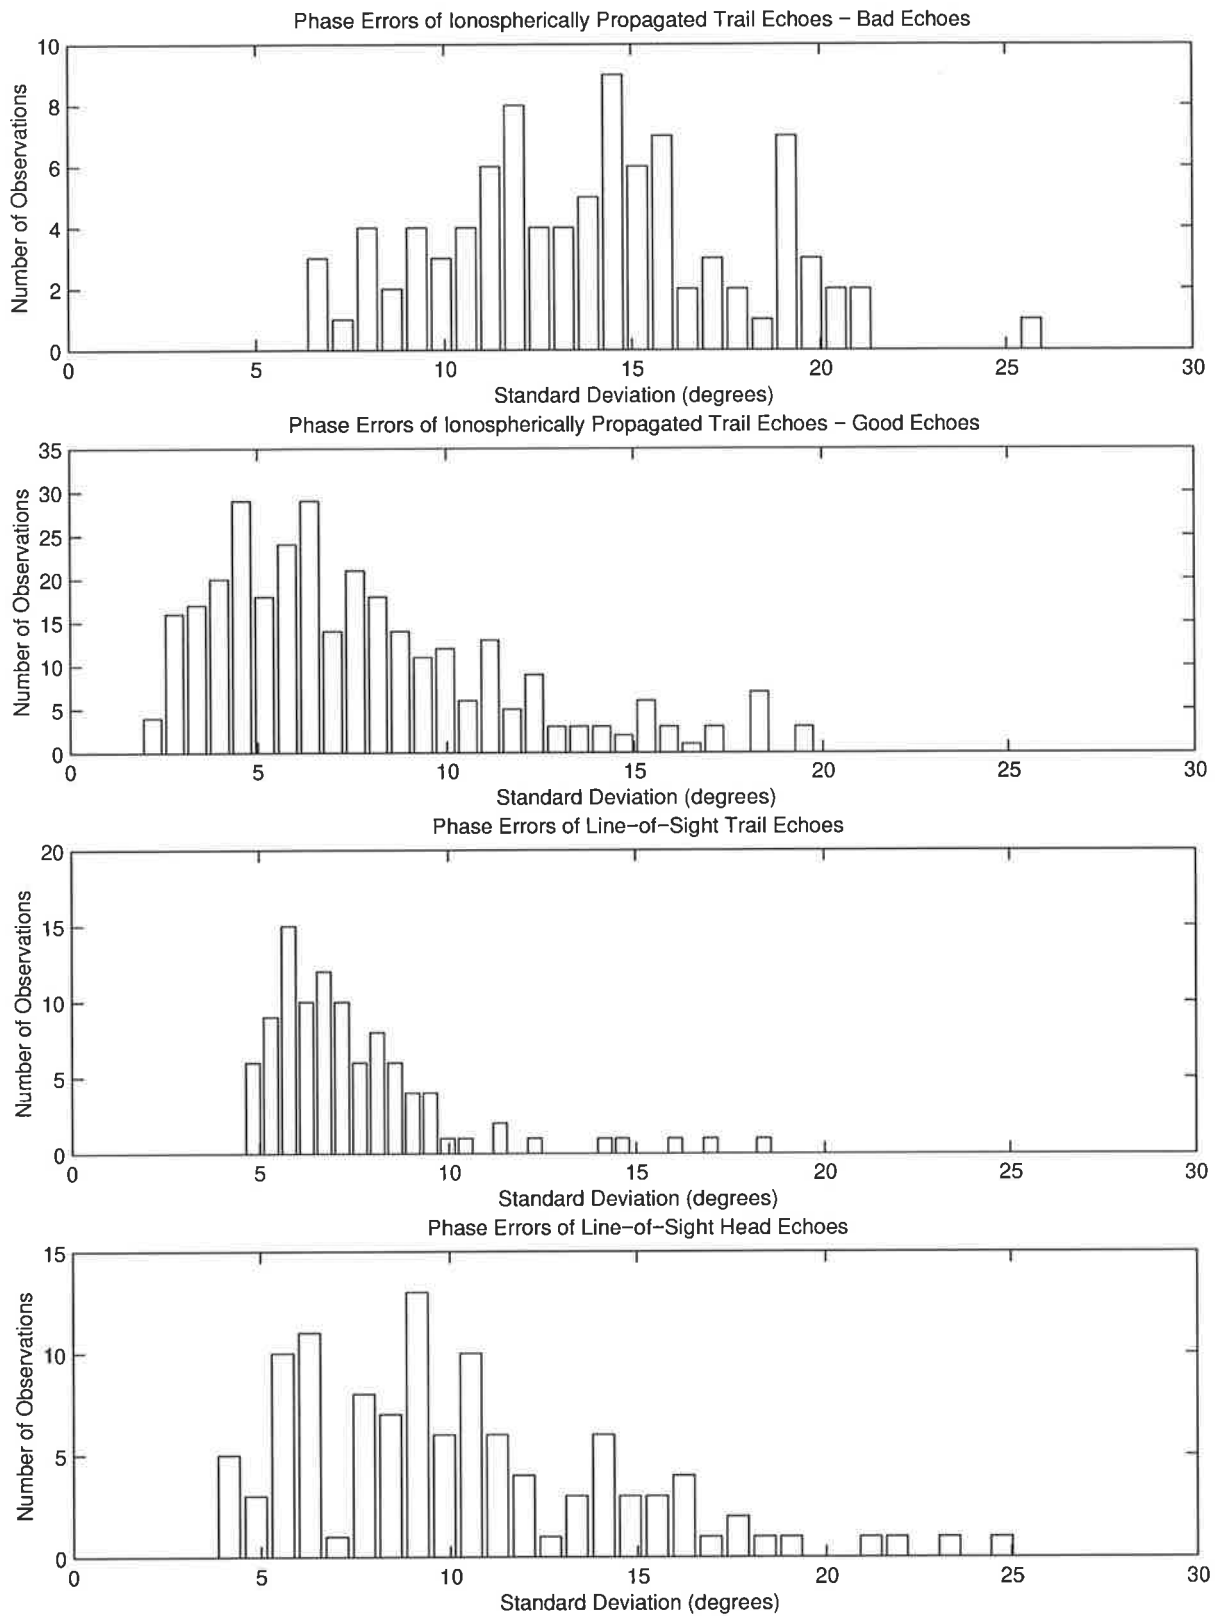 Phase Errors of Ionospherically Propagated Trail Echoes − Bad Echoes
10
8
6
4
2
0
Number of Observations
0 5 10 15 20 25 30
Standard Deviation (degrees)
Phase Errors of Ionospherically Propagated Trail Echoes − Good Echoes
35
30
25
20
15
10
5
0
Number of Observations
0 5 10 15 20 25 30
Standard Deviation (degrees)
Phase Errors of Line−of−Sight Trail Echoes
20
15
10
5
0
Number of Observations
0 5 10 15 20 25 30
Standard Deviation (degrees)
Phase Errors of Line−of−Sight Head Echoes
15
10
5
0
Number of Observations
0 5 10 15 20 25 30
Standard Deviation (degrees)